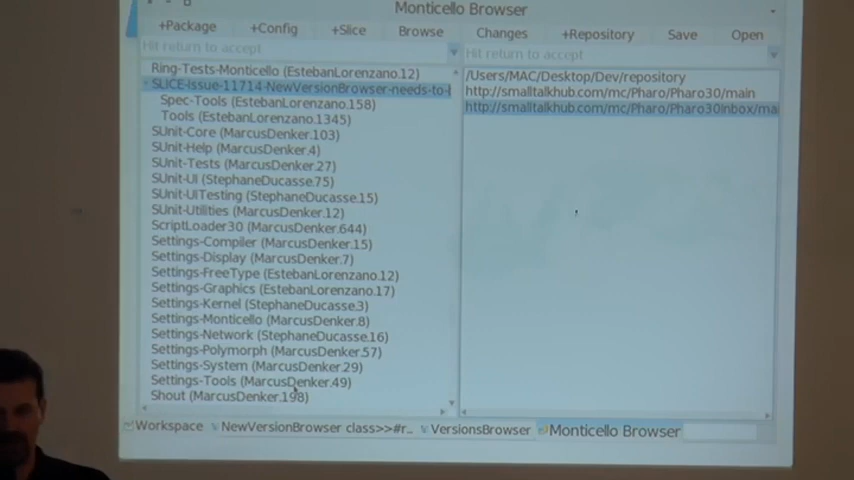 Monticello Browser
+Package +Config +Slice Browse Changes +Repository Save Open
Hit return to accept
Hit return to accept
Ring-Tests-Monticello (EstebanLorenzano.12)
SLICE-Issue-11714-NewVersionBrowser-needs-to-
Spec-Tools (EstebanLorenzano.158)
Tools (EstebanLorenzano.1345)
SUnit-Core (MarcusDenker.103)
SUnit-Help (MarcusDenker.4)
SUnit-Tests (MarcusDenker.27)
SUnit-UI (StephaneDucasse.75)
SUnit-UITesting (StephaneDucasse.15)
SUnit-Utilities (MarcusDenker.12)
ScriptLoader30 (MarcusDenker.644)
Settings-Compiler (MarcusDenker.15)
Settings-Display (MarcusDenker.7)
Settings-FreeType (EstebanLorenzano.12)
Settings-Graphics (EstebanLorenzano.17)
Settings-Kernel (StephaneDucasse.3)
Settings-Monticello (MarcusDenker.8)
Settings-Network (StephaneDucasse.16)
Settings-Polymorph (MarcusDenker.57)
Settings-System (MarcusDenker.29)
Settings-Tools (MarcusDenker.49)
Shout (MarcusDenker.198)
/Users/MAC/Desktop/Dev/repository
http://smalltalkhub.com/mc/Pharo/Pharo30/main
http://smalltalkhub.com/mc/Pharo/Pharo30inbox/ma
Workspace NewVersionBrowser class>>#r... VersionsBrowser Monticello Browser